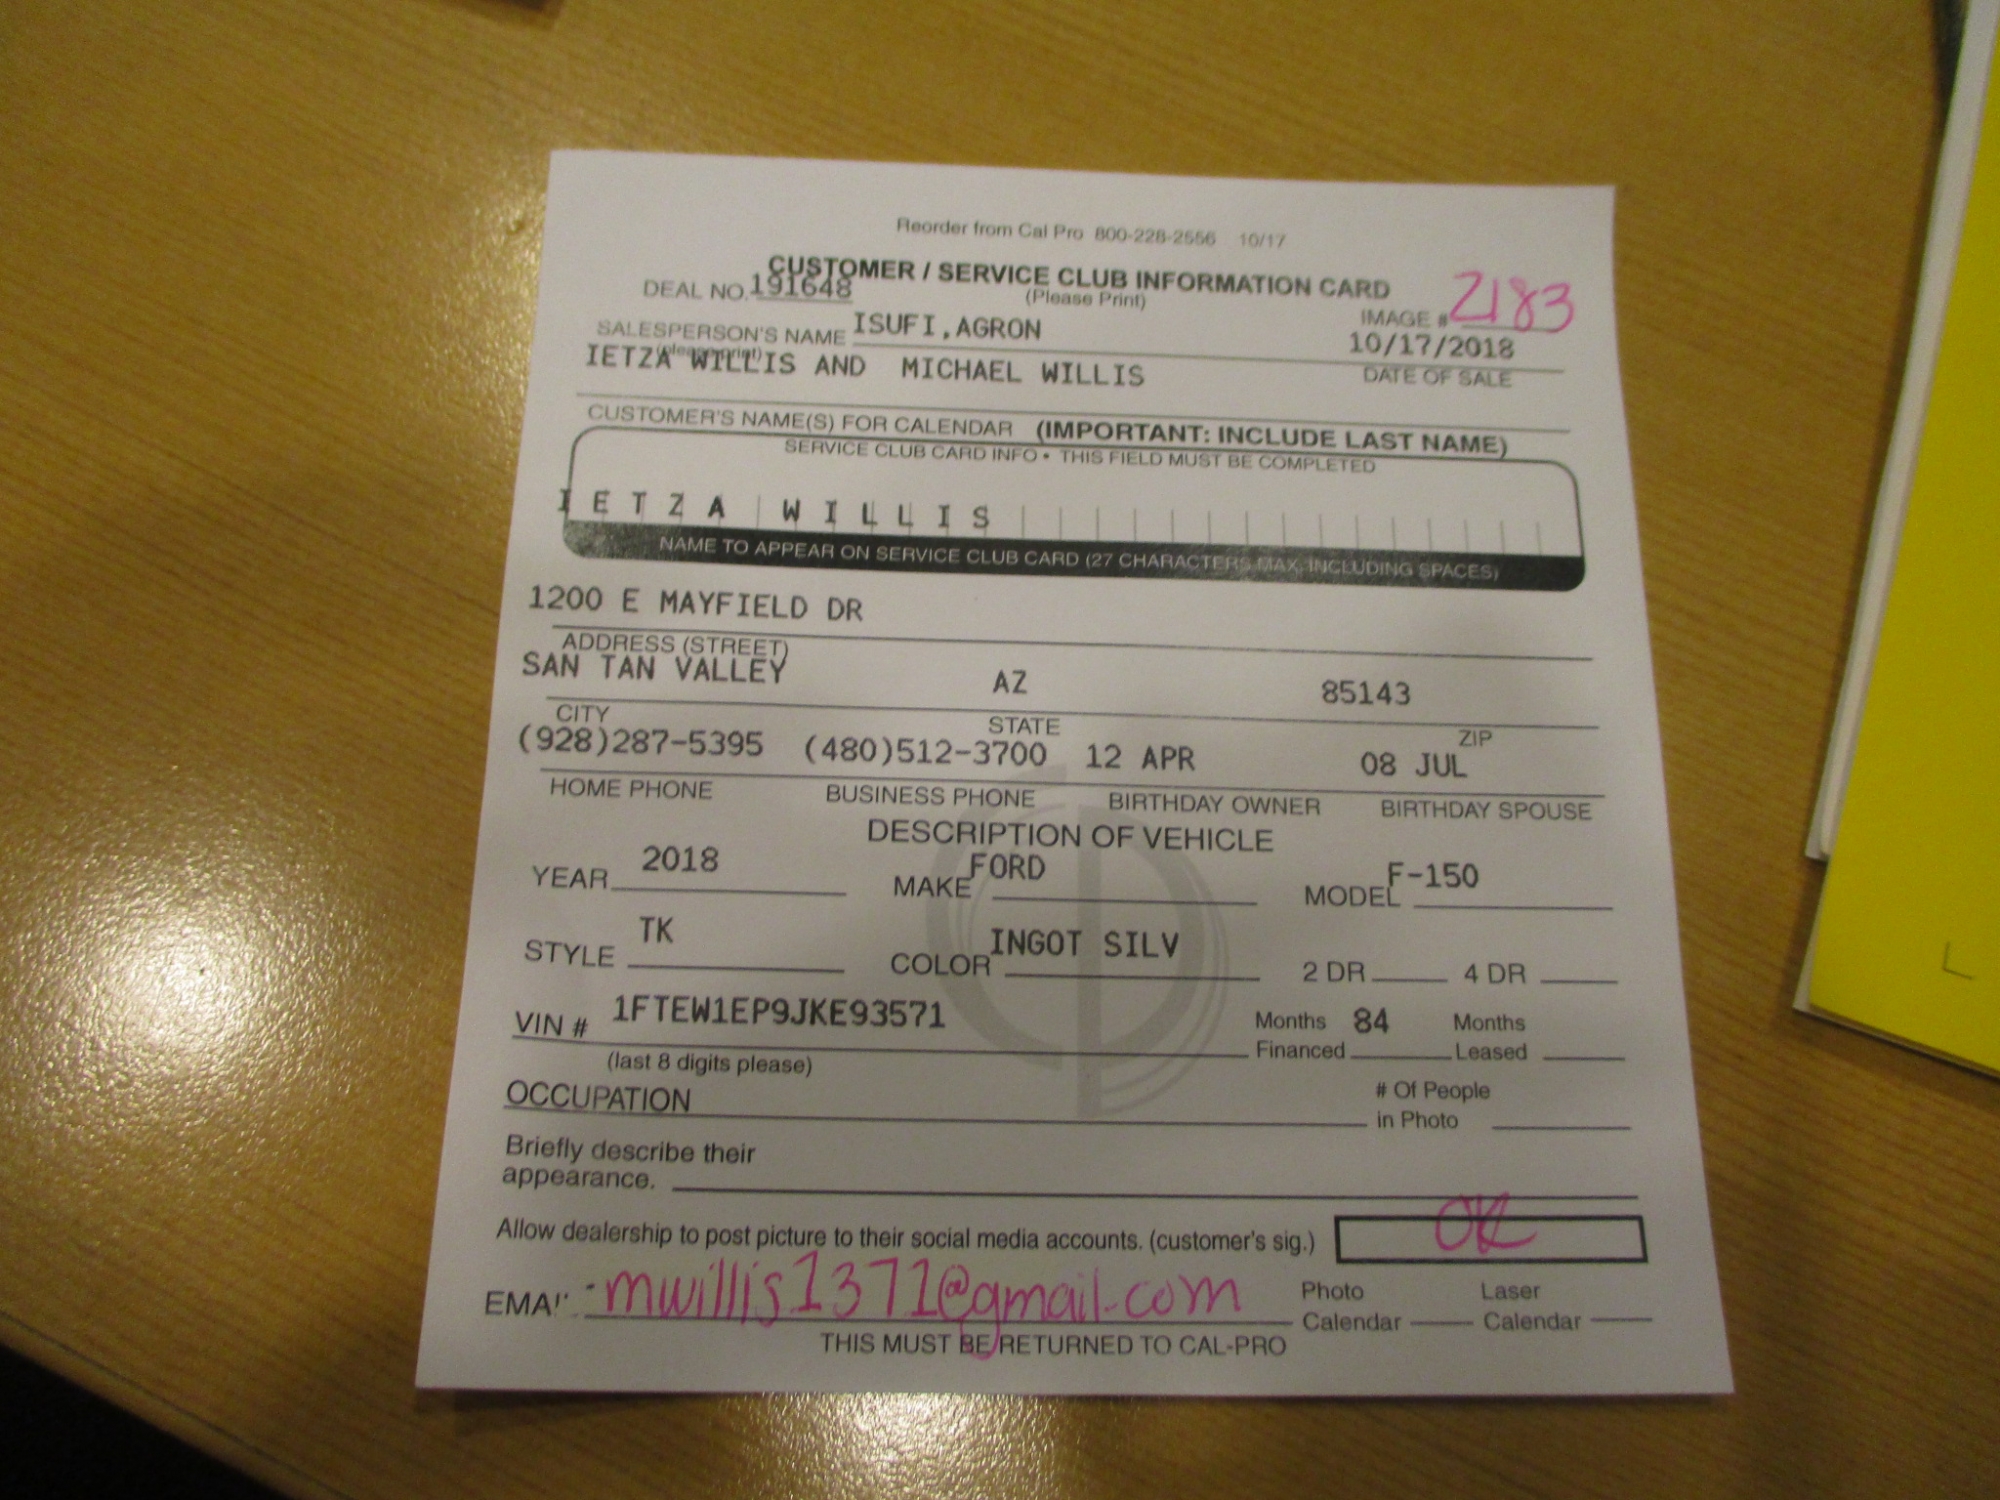 Reorder from Cal Pro 800-228-2556 10/17
CUSTOMER / SERVICE CLUB INFORMATION CARD
(Please Print)
DEAL NO. 191648
IMAGE # 2183
SALESPERSON'S NAME ISUFI, AGRON
(please print)
10/17/2018
DATE OF SALE
IETZA WILLIS AND MICHAEL WILLIS
CUSTOMER'S NAME(S) FOR CALENDAR (IMPORTANT: INCLUDE LAST NAME)
SERVICE CLUB CARD INFO • THIS FIELD MUST BE COMPLETED
IETZA WILLIS
NAME TO APPEAR ON SERVICE CLUB CARD (27 CHARACTERS MAX, INCLUDING SPACES)
1200 E MAYFIELD DR
ADDRESS (STREET)
SAN TAN VALLEY AZ 85143
CITY STATE ZIP
(928)287-5395 (480)512-3700 12 APR 08 JUL
HOME PHONE BUSINESS PHONE BIRTHDAY OWNER BIRTHDAY SPOUSE
DESCRIPTION OF VEHICLE
YEAR 2018 MAKE FORD MODEL F-150
STYLE TK COLOR INGOT SILV 2 DR 4 DR
VIN # 1FTEW1EP9JKE93571
(last 8 digits please)
Months 84 Months
Financed Leased
OCCUPATION
# Of People
in Photo
Briefly describe their
appearance.
Allow dealership to post picture to their social media accounts. (customer's sig.) OK
EMAI mwillis1371@gmail.com
Photo Laser
Calendar Calendar
THIS MUST BE RETURNED TO CAL-PRO